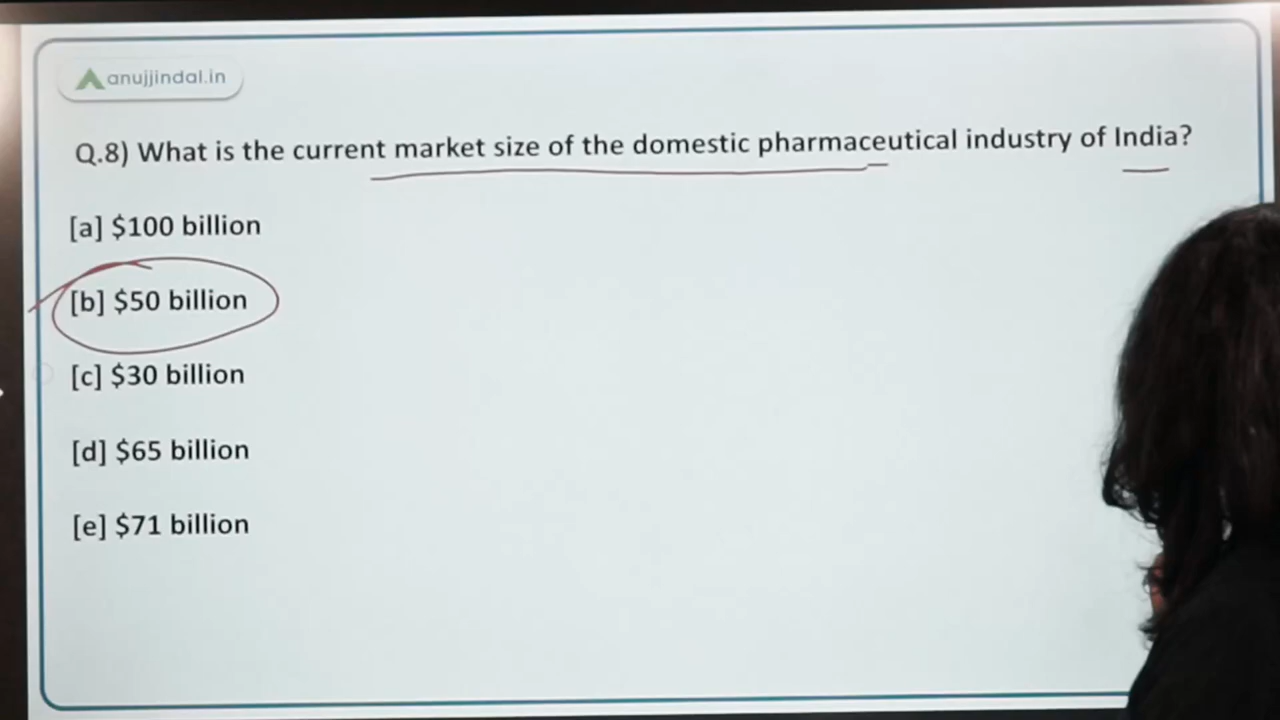 anujjindal.in
Q.8) What is the current market size of the domestic pharmaceutical industry of India?
[a] $100 billion
[b] $50 billion
[c] $30 billion
[d] $65 billion
[e] $71 billion